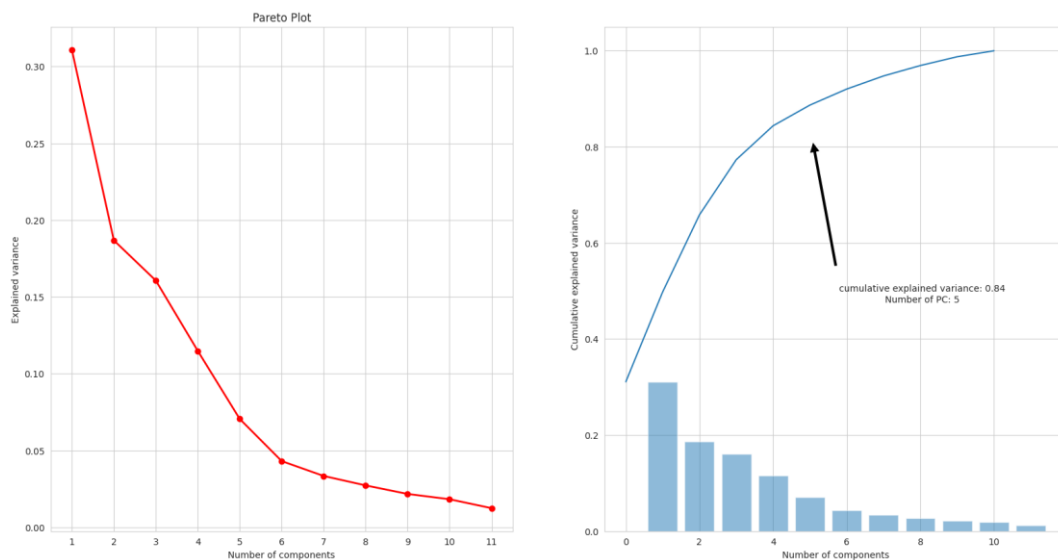 Pareto Plot
Explained variance
0.30
0.25
0.20
0.15
0.10
0.05
0.00
1 2 3 4 5 6 7 8 9 10 11
Number of components
Cumulative explained variance
1.0
0.8
0.6
0.4
0.2
0.0
cumulative explained variance: 0.84
Number of PC: 5
0 2 4 6 8 10
Number of components